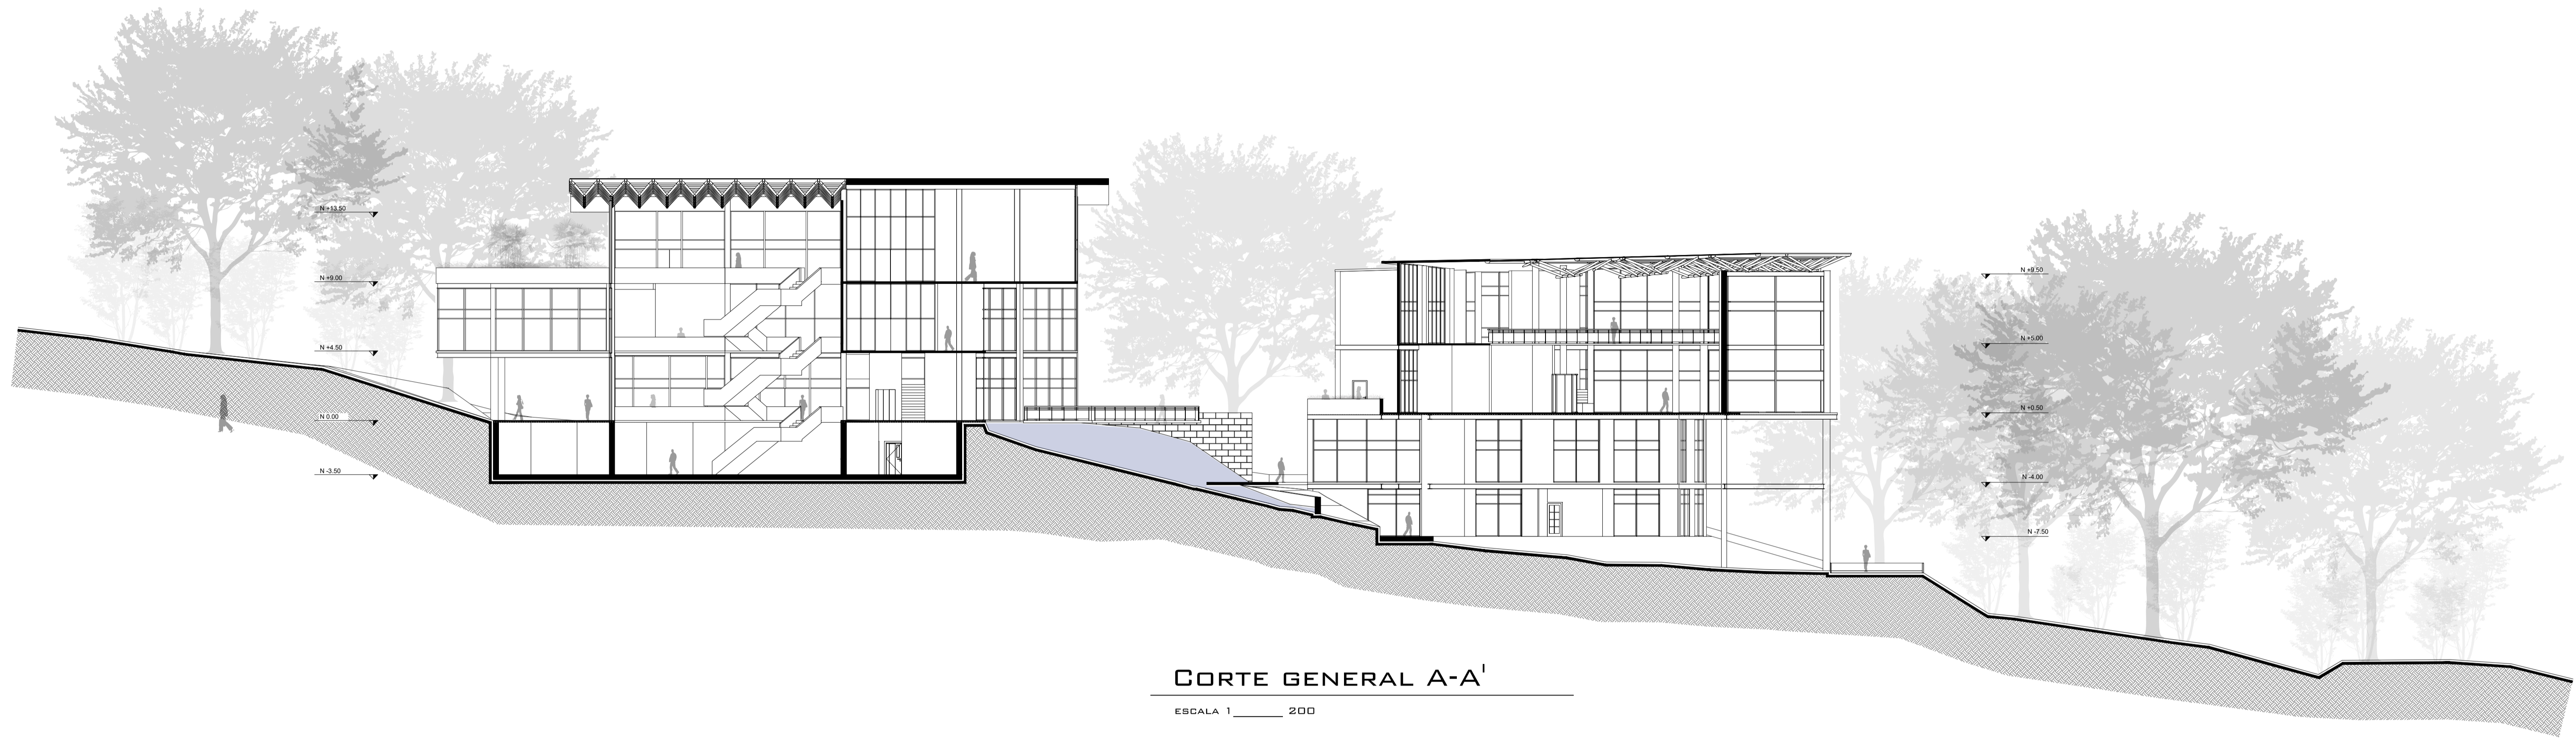 N +13.50
N +9.00
N +4.50
N 0.00
N -3.50
N +9.50
N +5.00
N +0.50
N -4.00
N -7.50
CORTE GENERAL A-A'
ESCALA 1______ 200